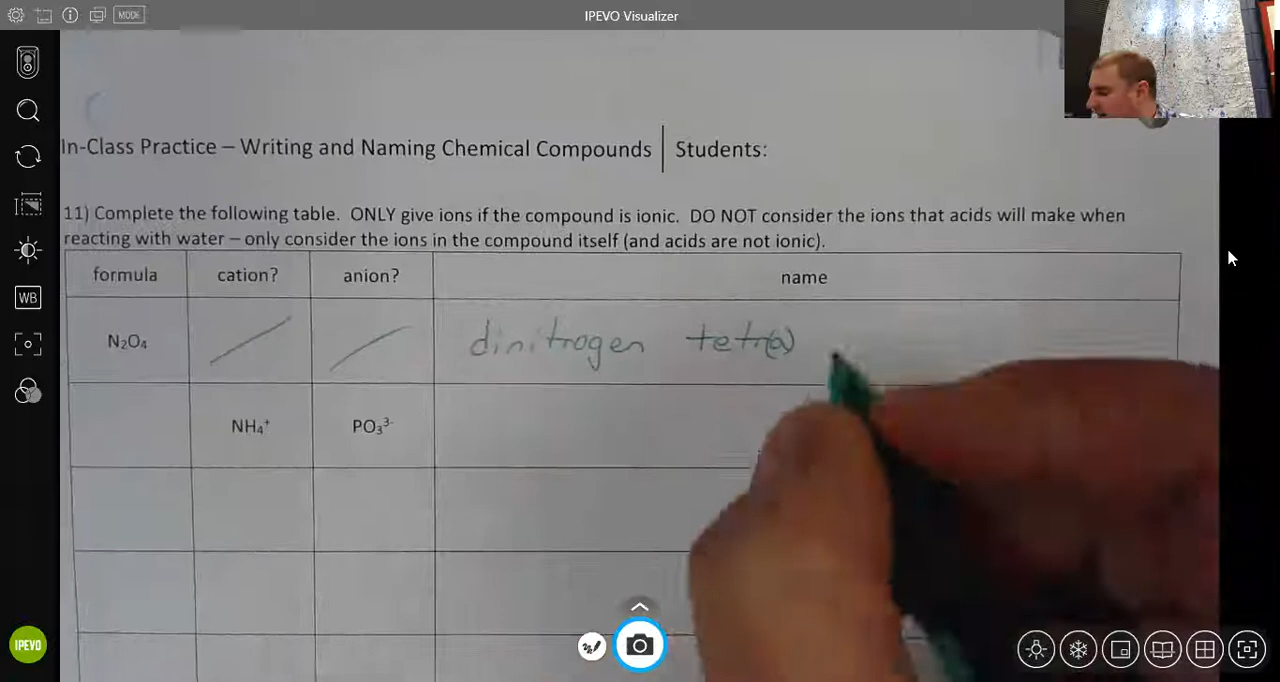 MODE
IPEVO Visualizer
WB
IPEVO
In-Class Practice – Writing and Naming Chemical Compounds | Students:
11) Complete the following table. ONLY give ions if the compound is ionic. DO NOT consider the ions that acids will make when
reacting with water – only consider the ions in the compound itself (and acids are not ionic).
formula cation? anion? name
N₂O₄ dinitrogen tetr(a)
NH₄⁺ PO₃³⁻